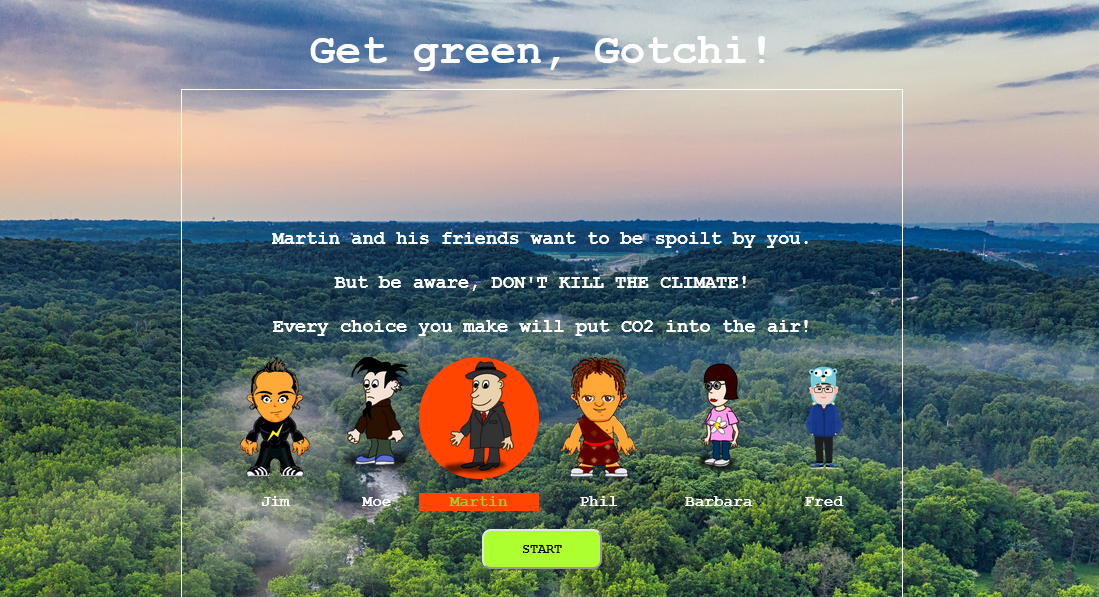 Get green, Gotchi!
Martin and his friends want to be spoilt by you.
But be aware, DON'T KILL THE CLIMATE!
Every choice you make will put CO2 into the air!
Jim Moe Martin Phil Barbara Fred
START